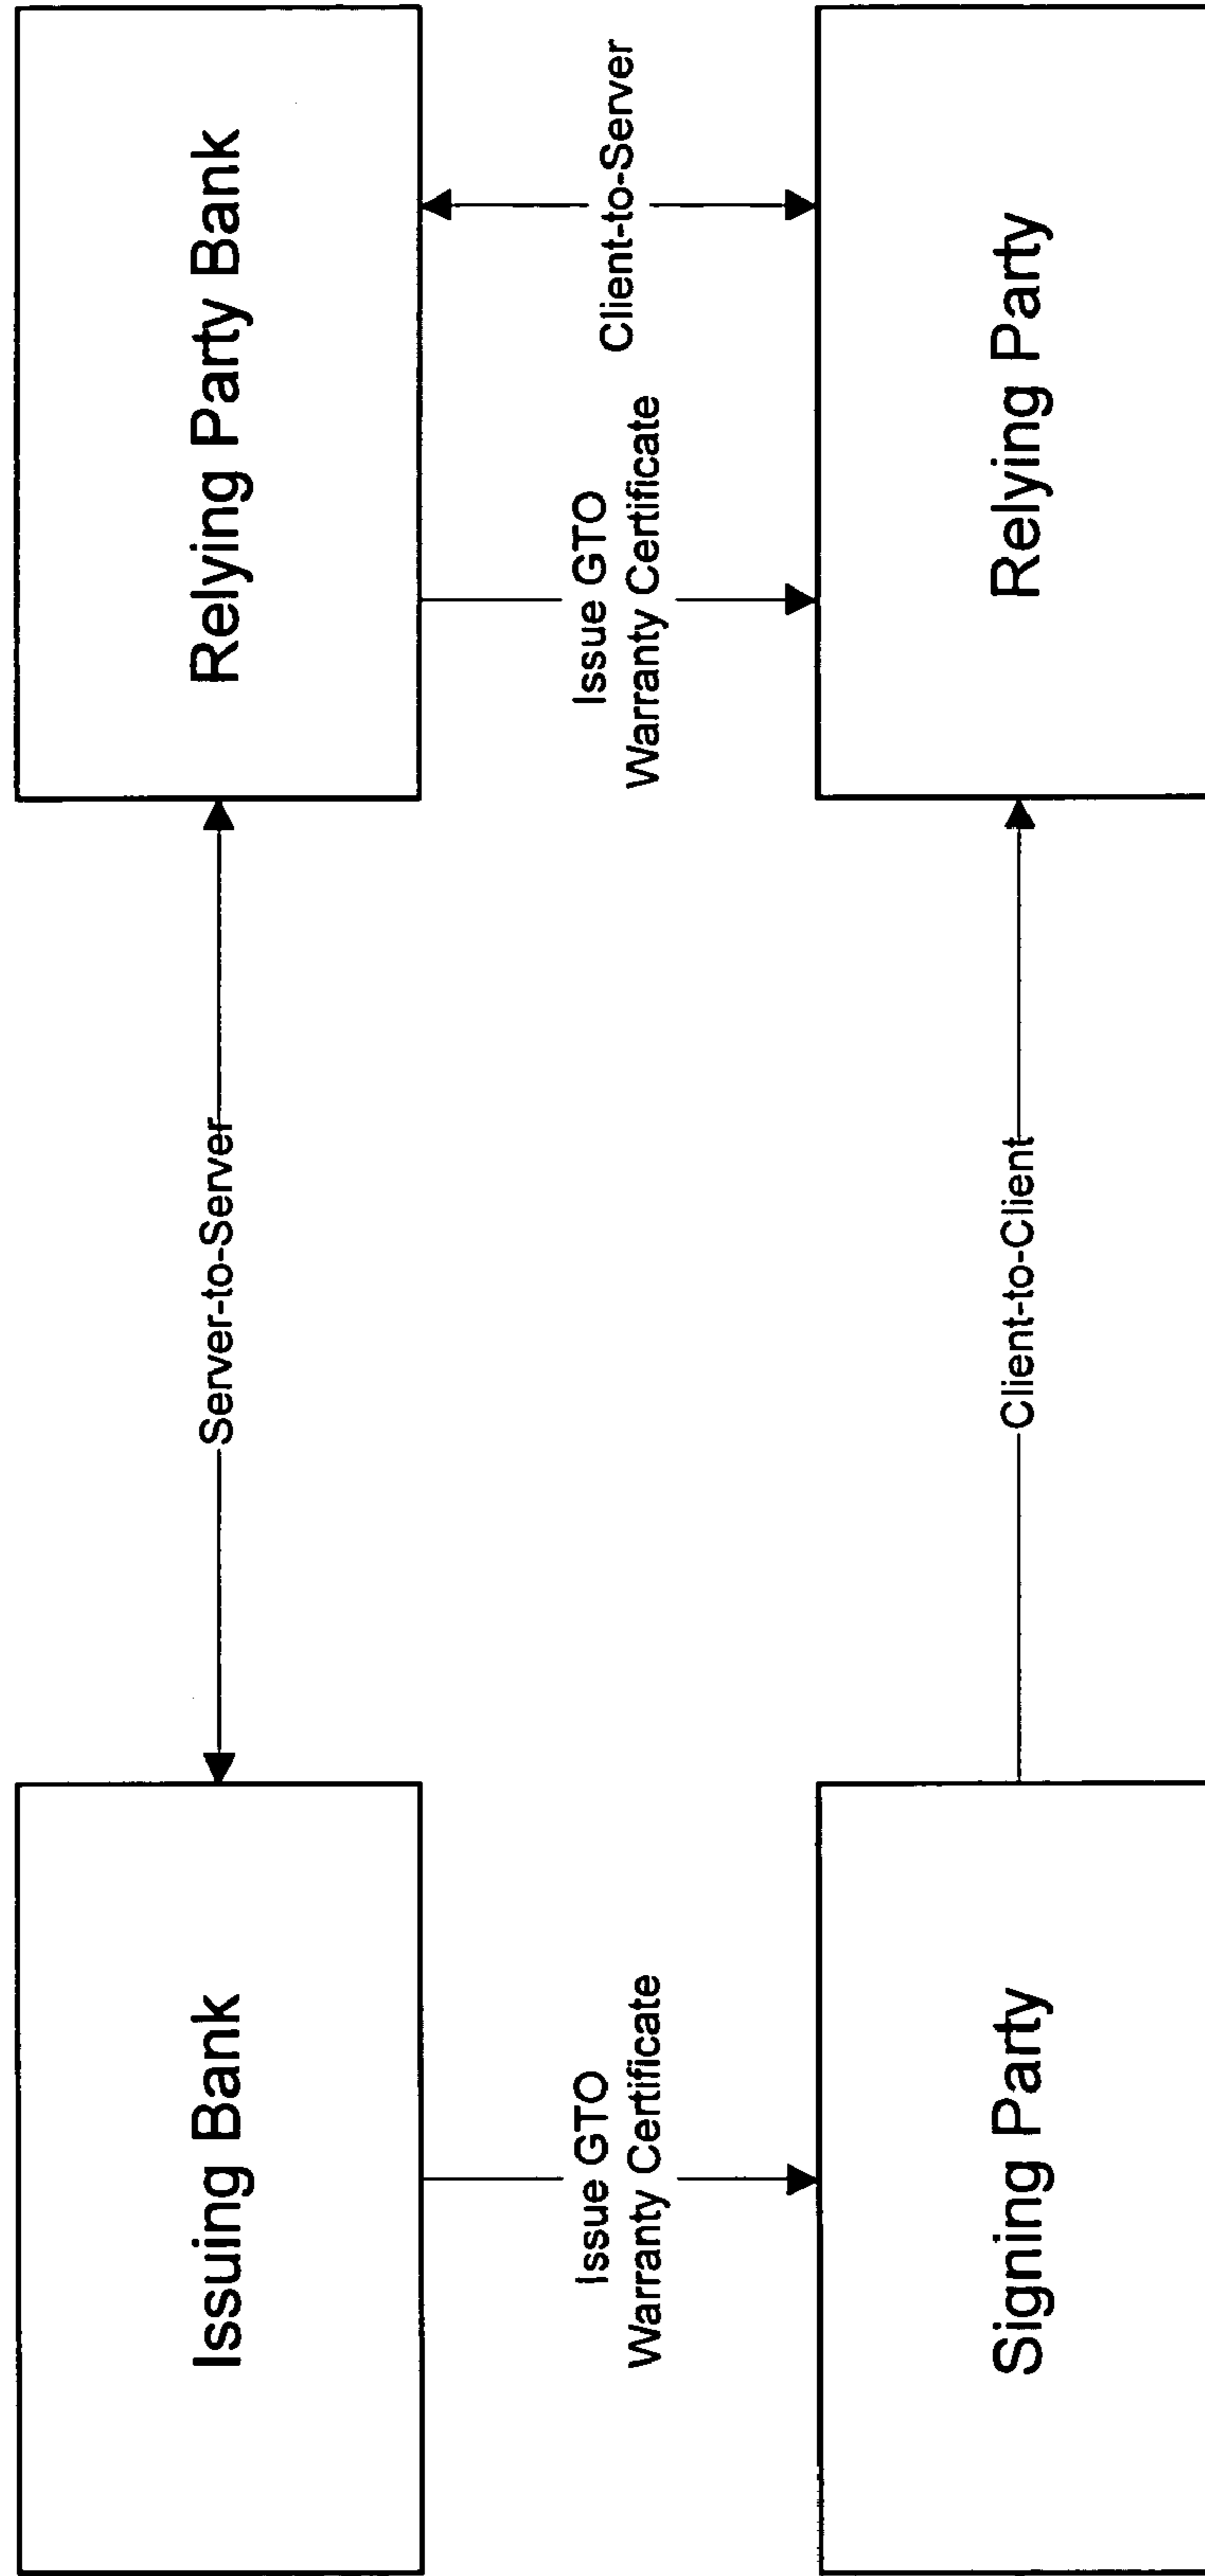 Issuing Bank
Server-to-Server
Relying Party Bank
Issue GTO
Warranty Certificate
Issue GTO
Warranty Certificate
Client-to-Server
Signing Party
Client-to-Client
Relying Party